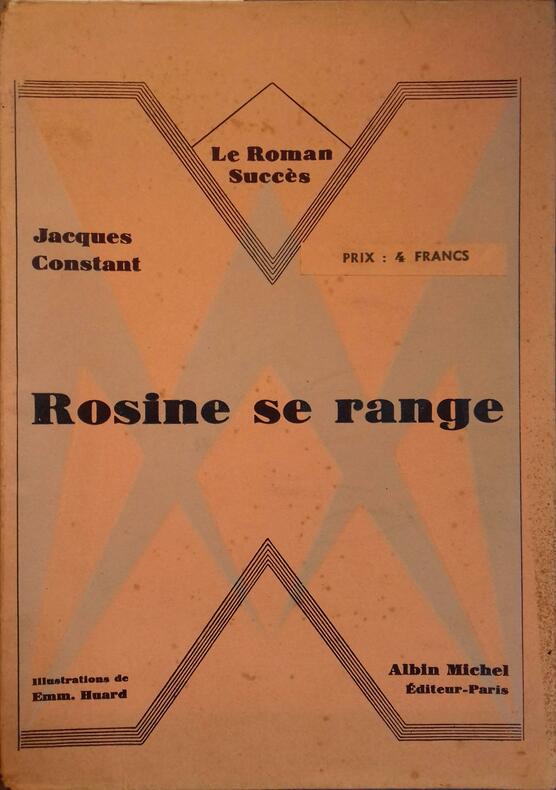 Le Roman
Succès
Jacques
Constant
PRIX : 4 FRANCS
Rosine se range
Illustrations de
Emm. Huard
Albin Michel
Éditeur-Paris